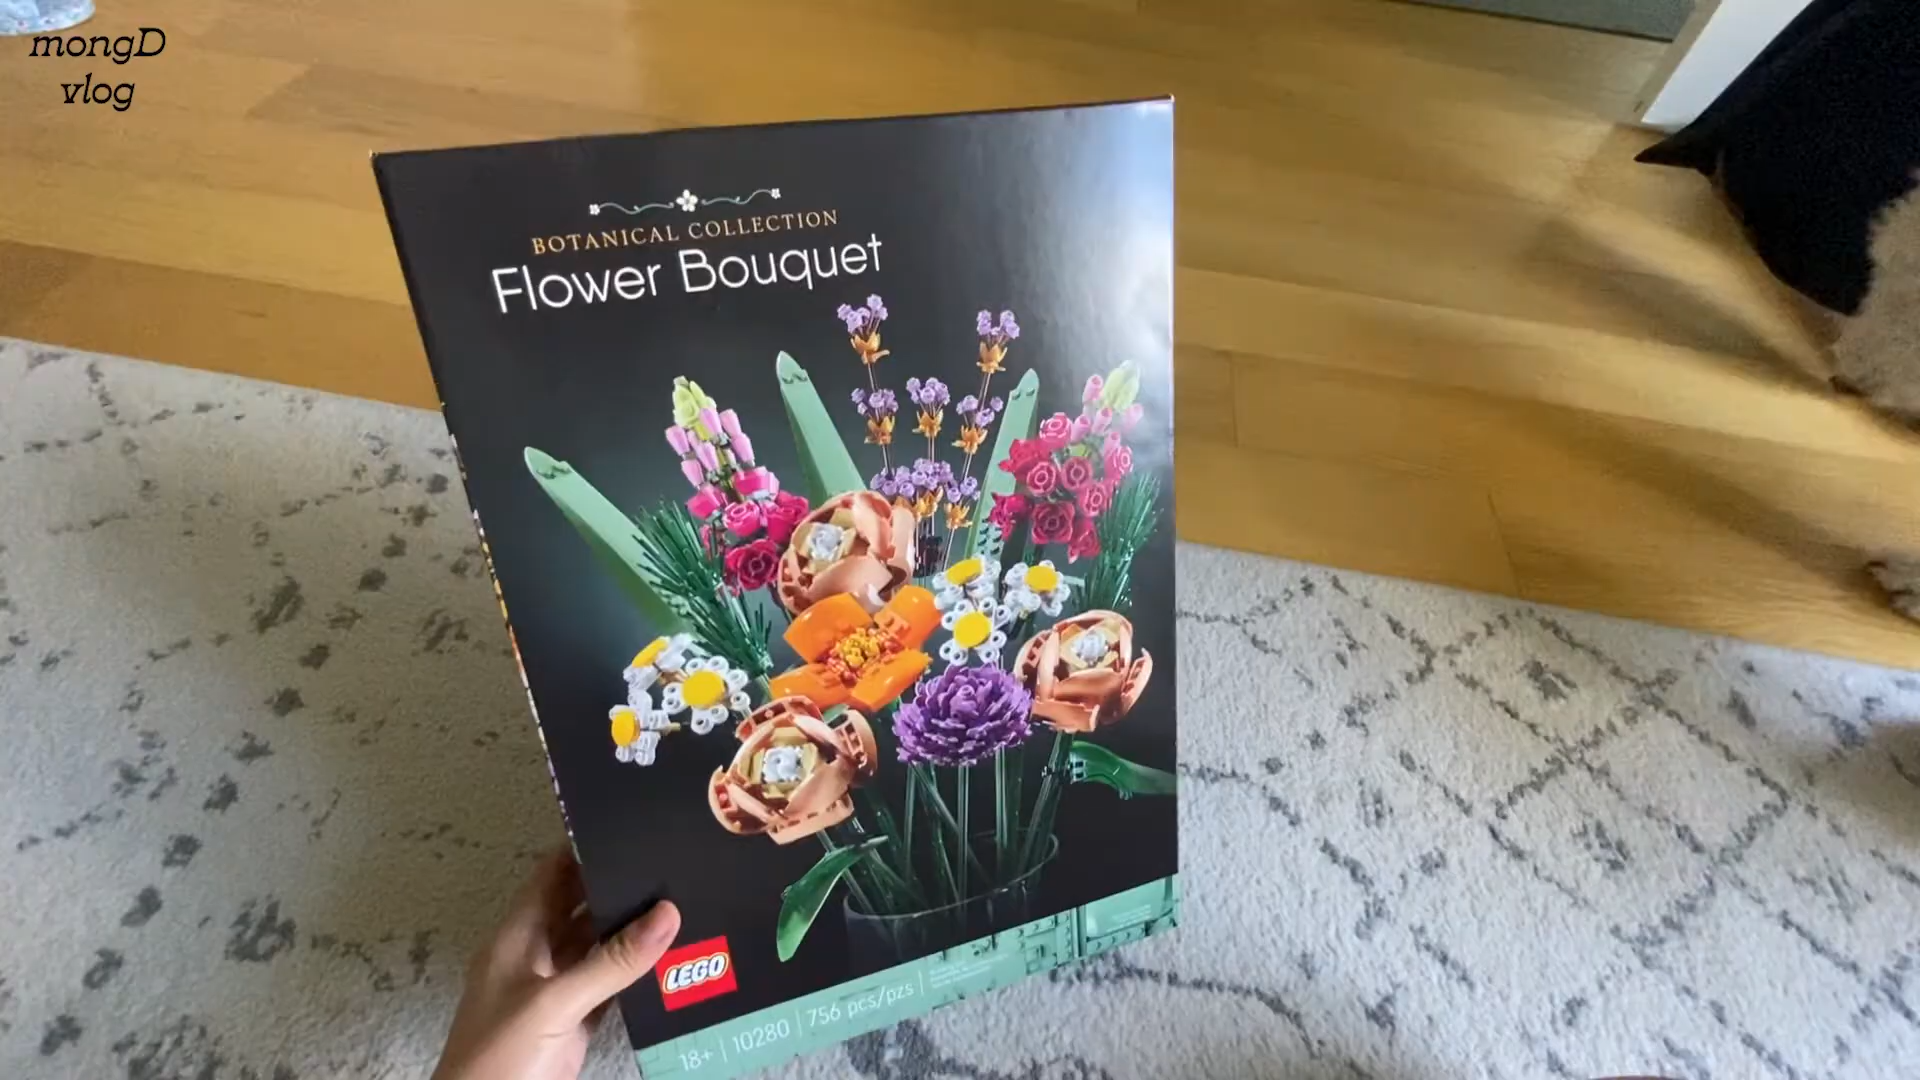 mongD
vlog
BOTANICAL COLLECTION
Flower Bouquet
LEGO
18+ | 10280 | 756 pcs/pzs